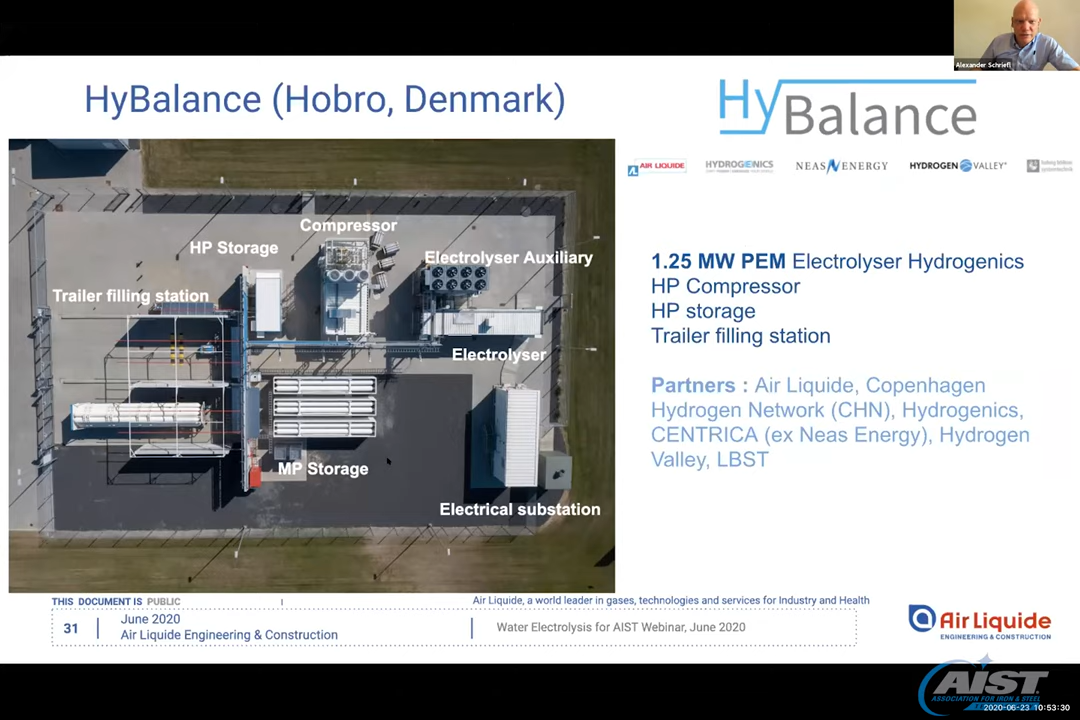 Alexander Schriefl
HyBalance (Hobro, Denmark)
HyBalance
AIR LIQUIDE
HYDROGENICS
NEAS ENERGY
HYDROGEN VALLEY
Compressor
HP Storage
Electrolyser Auxiliary
Trailer filling station
Electrolyser
MP Storage
Electrical substation
1.25 MW PEM Electrolyser Hydrogenics
HP Compressor
HP storage
Trailer filling station
Partners : Air Liquide, Copenhagen
Hydrogen Network (CHN), Hydrogenics,
CENTRICA (ex Neas Energy), Hydrogen
Valley, LBST
THIS DOCUMENT IS PUBLIC
Air Liquide, a world leader in gases, technologies and services for Industry and Health
31
June 2020
Air Liquide Engineering & Construction
Water Electrolysis for AIST Webinar, June 2020
Air Liquide
ENGINEERING & CONSTRUCTION
AIST
ASSOCIATION FOR IRON & STEEL
2020-06-23 10:53:30